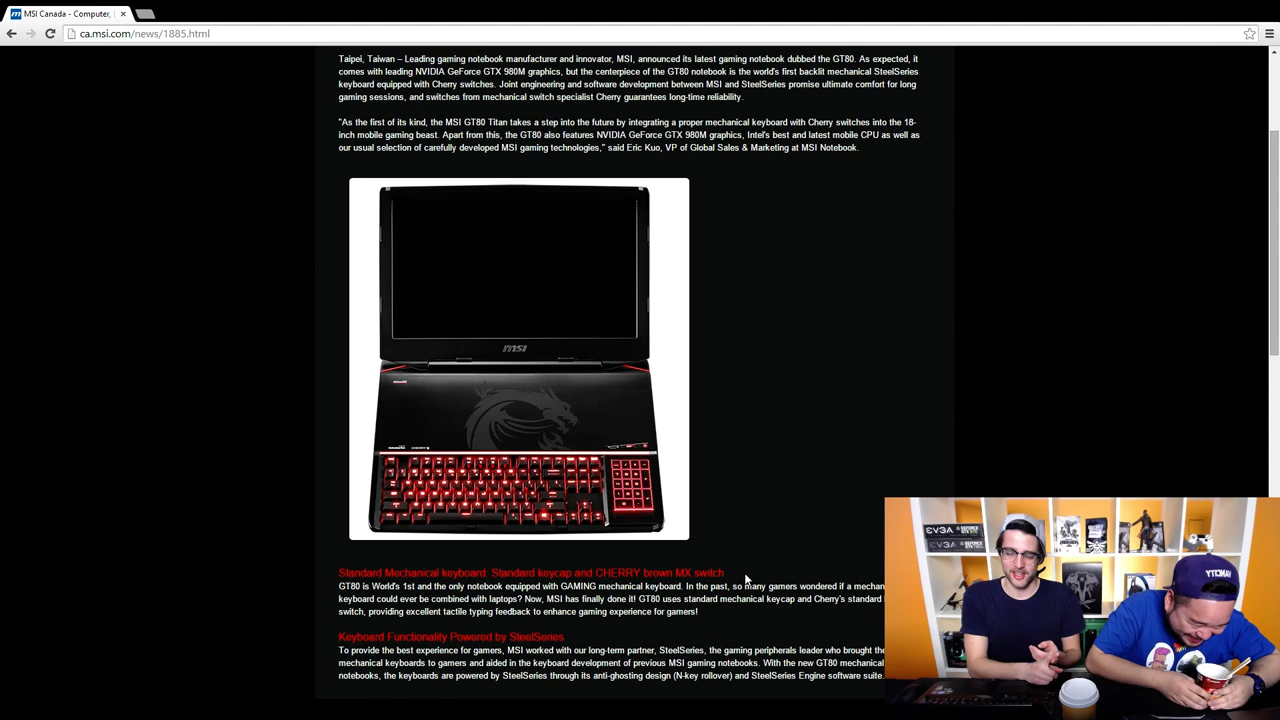 MSI Canada - Computer,
ca.msi.com/news/1885.html
Taipei, Taiwan – Leading gaming notebook manufacturer and innovator, MSI, announced its latest gaming notebook dubbed the GT80. As expected, it
comes with leading NVIDIA GeForce GTX 980M graphics, but the centerpiece of the GT80 notebook is the world's first backlit mechanical SteelSeries
keyboard equipped with Cherry switches. Joint engineering and software development between MSI and SteelSeries promise ultimate comfort for long
gaming sessions, and switches from mechanical switch specialist Cherry guarantees long-time reliability.
"As the first of its kind, the MSI GT80 Titan takes a step into the future by integrating a proper mechanical keyboard with Cherry switches into the 18-
inch mobile gaming beast. Apart from this, the GT80 also features NVIDIA GeForce GTX 980M graphics, Intel's best and latest mobile CPU as well as
our usual selection of carefully developed MSI gaming technologies," said Eric Kuo, VP of Global Sales & Marketing at MSI Notebook.
msi
Standard Mechanical keyboard: Standard keycap and CHERRY brown MX switch
GT80 is World's 1st and the only notebook equipped with GAMING mechanical keyboard. In the past, so many gamers wondered if a mechan
keyboard could ever be combined with laptops? Now, MSI has finally done it! GT80 uses standard mechanical keycap and Cherry's standard
switch, providing excellent tactile typing feedback to enhance gaming experience for gamers!
Keyboard Functionality Powered by SteelSeries
To provide the best experience for gamers, MSI worked with our long-term partner, SteelSeries, the gaming peripherals leader who brought the
mechanical keyboards to gamers and aided in the keyboard development of previous MSI gaming notebooks. With the new GT80 mechanical
notebooks, the keyboards are powered by SteelSeries through its anti-ghosting design (N-key rollover) and SteelSeries Engine software suite.
EVGA
EVGA